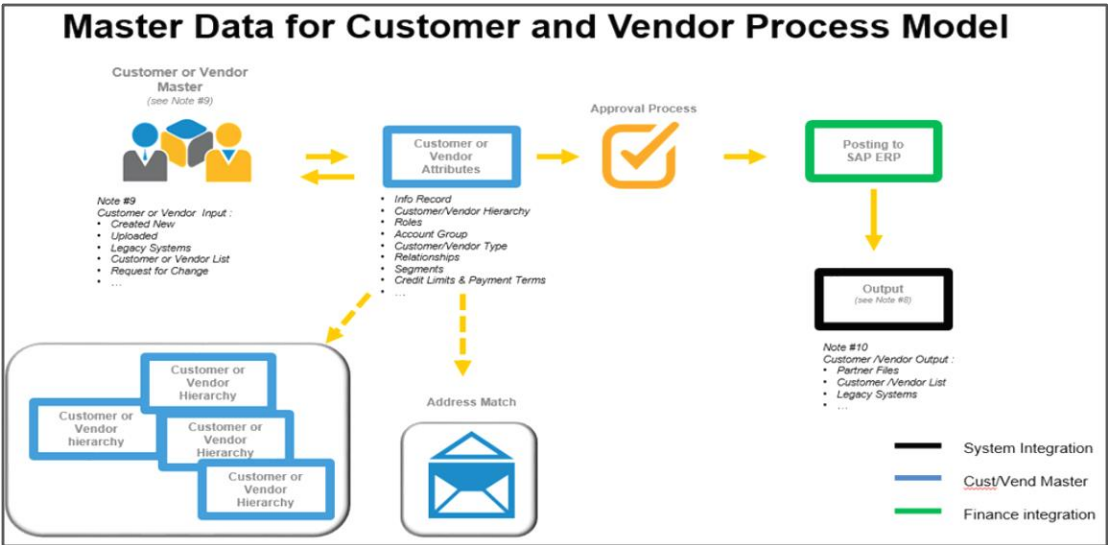 Master Data for Customer and Vendor Process Model
Customer or Vendor
Master
(see Note #9)
Note #9
Customer or Vendor Input :
• Created New
• Uploaded
• Legacy Systems
• Customer or Vendor List
• Request for Change
• ...
Customer or
Vendor
Attributes
• Info Record
• Customer/Vendor Hierarchy
• Roles
• Account Group
• Customer/Vendor Type
• Relationships
• Segments
• Credit Limits & Payment Terms
• ...
Approval Process
Posting to
SAP ERP
Output
(see Note #8)
Note #10
Customer /Vendor Output :
• Partner Files
• Customer /Vendor List
• Legacy Systems
• ...
Customer or
Vendor
Hierarchy
Customer or
Vendor
hierarchy
Customer or
Vendor
Hierarchy
Customer or
Vendor
Hierarchy
Address Match
System Integration
Cust/Vend Master
Finance integration